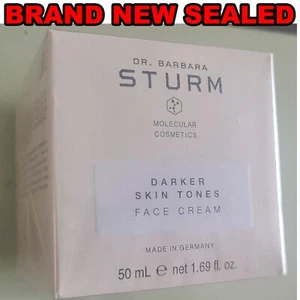 BRAND NEW SEALED
DR. BARBARA
STURM
MOLECULAR
COSMETICS
DARKER
SKIN TONES
FACE CREAM
MADE IN GERMANY
50 mL e net 1.69 fl. oz.